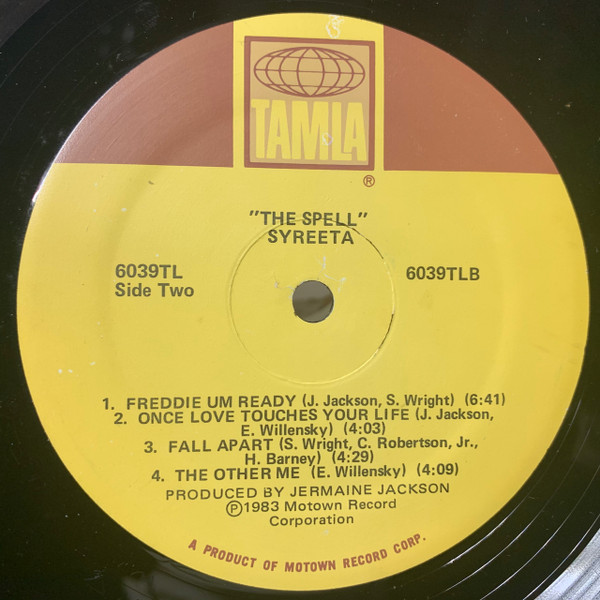 TAMLA
®
"THE SPELL"
SYREETA
6039TL
Side Two
6039TLB
1. FREDDIE UM READY (J. Jackson, S. Wright) (6:41)
2. ONCE LOVE TOUCHES YOUR LIFE (J. Jackson,
E. Willensky) (4:03)
3. FALL APART (S. Wright, C. Robertson, Jr.,
H. Barney) (4:29)
4. THE OTHER ME (E. Willensky) (4:09)
PRODUCED BY JERMAINE JACKSON
Ⓟ1983 Motown Record
Corporation
A PRODUCT OF MOTOWN RECORD CORP.